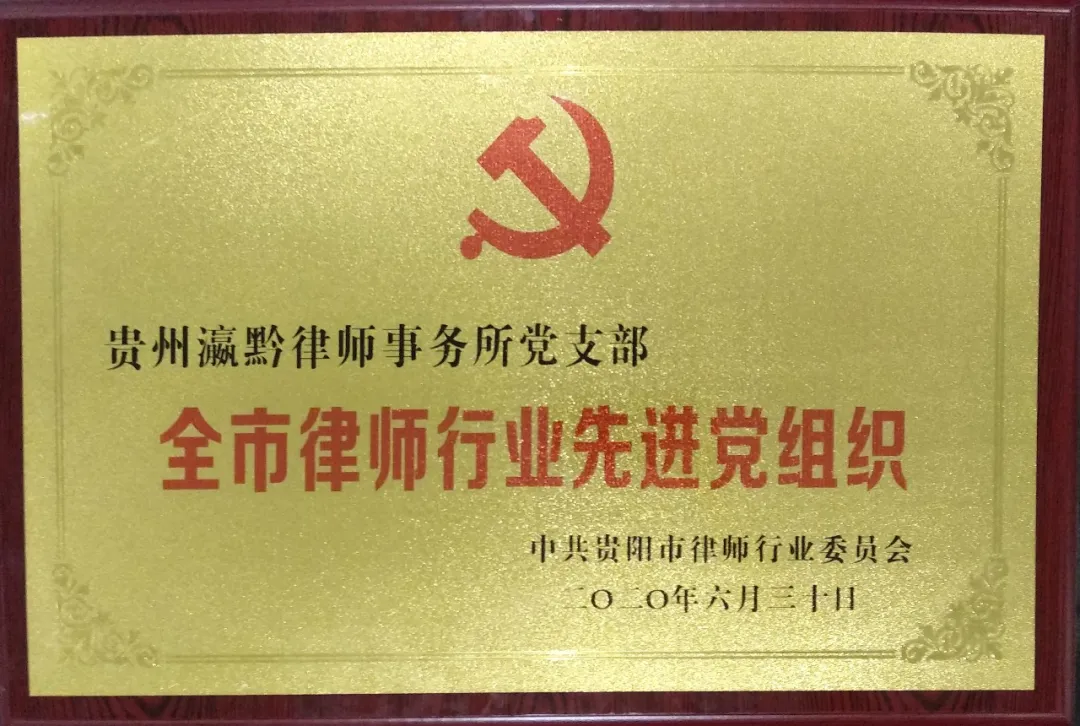 贵州瀛黔律师事务所党支部
全市律师行业先进党组织
中共贵阳市律师行业委员会
二〇二〇年六月三十日